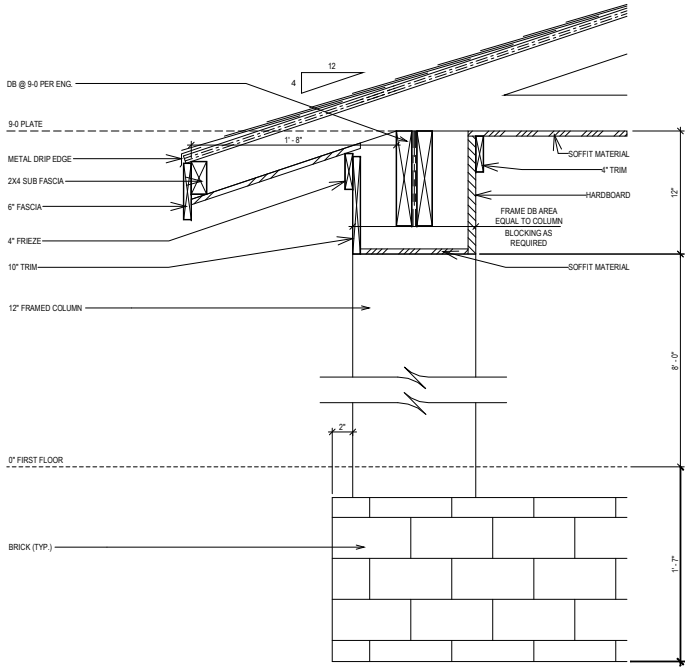 12
4
DB @ 9-0 PER ENG.
9-0 PLATE
1' - 8"
METAL DRIP EDGE
SOFFIT MATERIAL
4" TRIM
2X4 SUB FASCIA
HARDBOARD
12"
6" FASCIA
FRAME DB AREA
EQUAL TO COLUMN
BLOCKING AS
REQUIRED
4" FRIEZE
10" TRIM
SOFFIT MATERIAL
12" FRAMED COLUMN
8' - 0"
2"
0" FIRST FLOOR
BRICK (TYP.)
1' - 7"